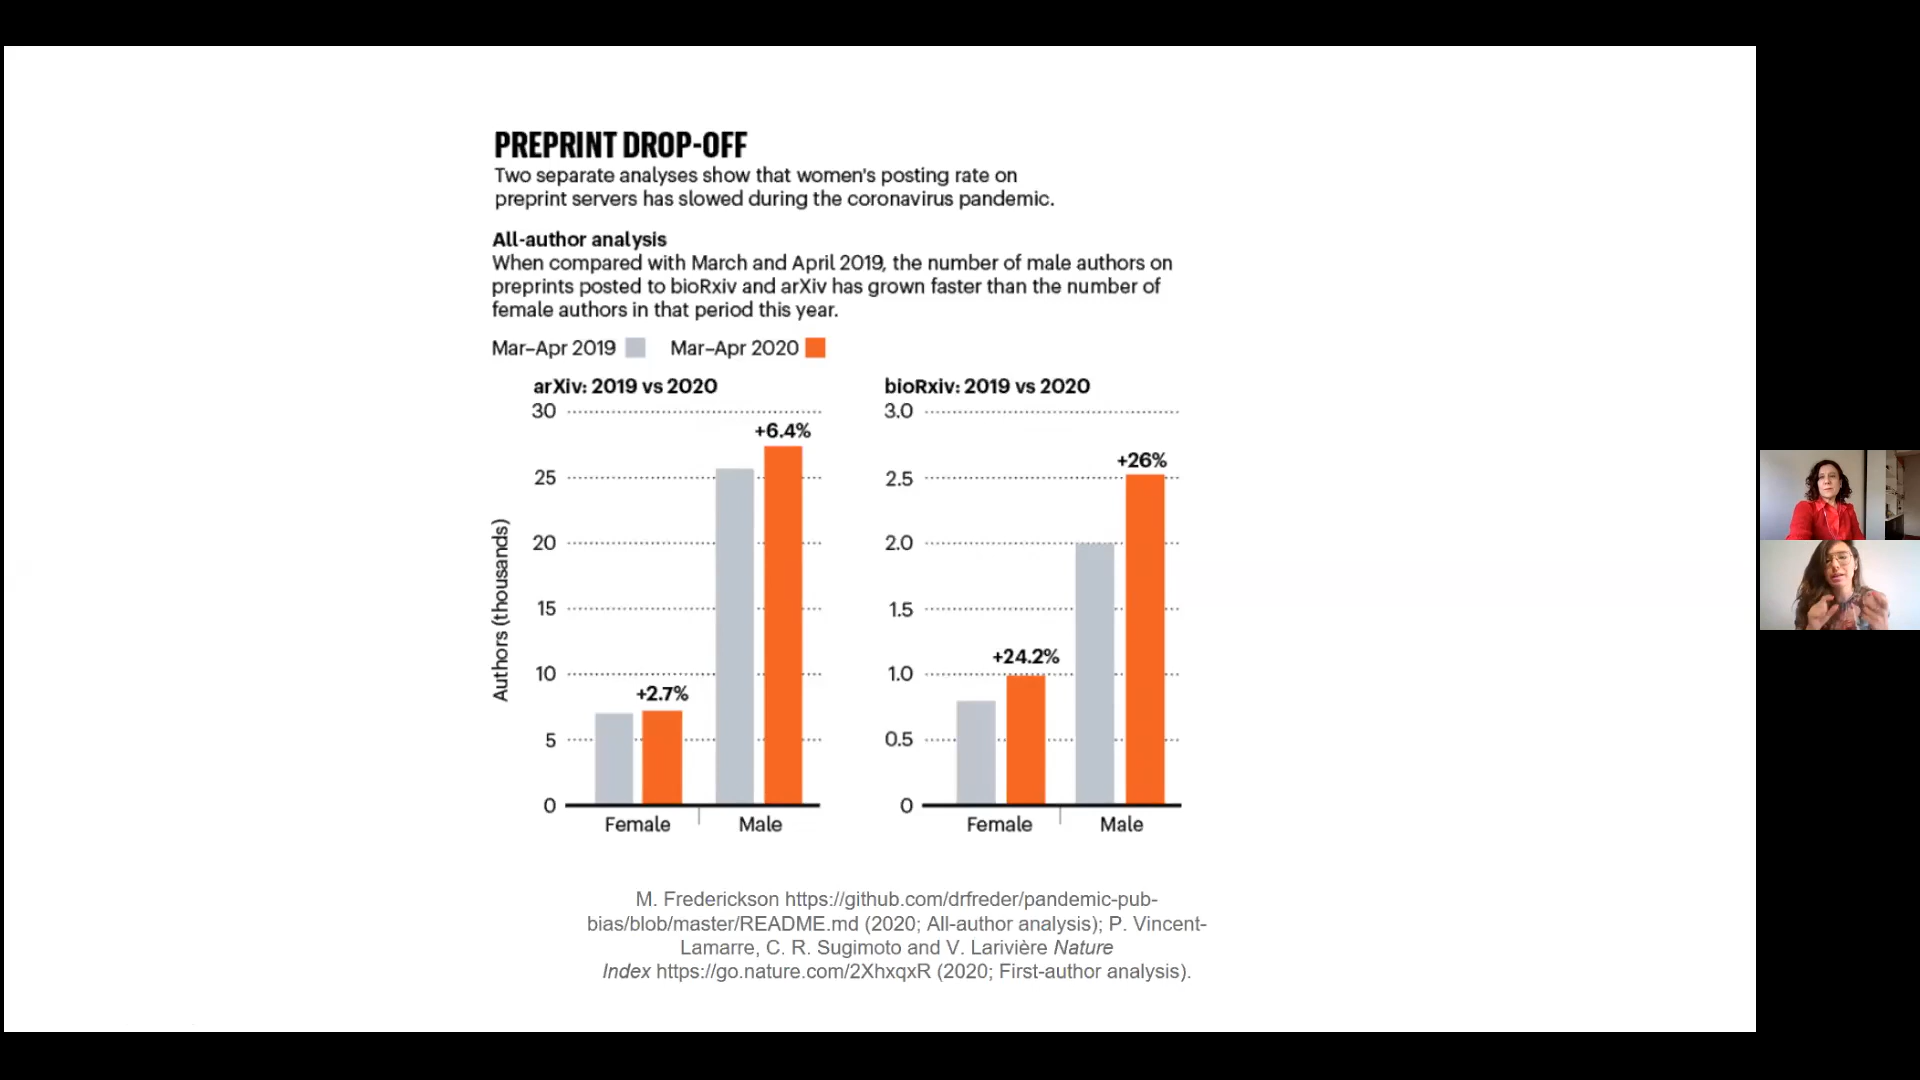 PREPRINT DROP-OFF
Two separate analyses show that women's posting rate on
preprint servers has slowed during the coronavirus pandemic.
All-author analysis
When compared with March and April 2019, the number of male authors on
preprints posted to bioRxiv and arXiv has grown faster than the number of
female authors in that period this year.
Mar–Apr 2019 Mar–Apr 2020
arXiv: 2019 vs 2020
30
25
20
15
10
5
0
Authors (thousands)
+2.7%
+6.4%
Female Male
bioRxiv: 2019 vs 2020
3.0
2.5
2.0
1.5
1.0
0.5
0
+24.2%
+26%
Female Male
M. Frederickson https://github.com/drfreder/pandemic-pub-
bias/blob/master/README.md (2020; All-author analysis); P. Vincent-
Lamarre, C. R. Sugimoto and V. Larivière Nature
Index https://go.nature.com/2XhxqxR (2020; First-author analysis).